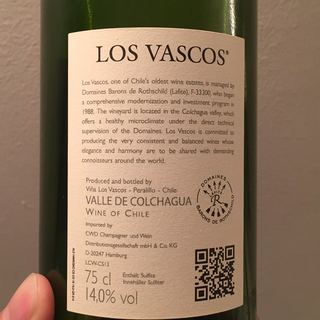 LOS VASCOS®
Los Vascos, one of Chile's oldest wine estates, is managed by
Domaines Barons de Rothschild (Lafite), F-33300, who began
a comprehensive modernization and investment program in
1988. The vineyard is located in the Colchagua valley, which
offers a healthy microclimate under the direct technical
supervision of the Domaines. Los Vascos is committed to
producing the very consistent and balanced wines whose
elegance and harmony are to be shared with demanding
connoisseurs around the world.
Produced and bottled by
Viña Los Vascos - Peralillo - Chile
VALLE DE COLCHAGUA
WINE OF CHILE
Imported by
CWD Champagner und Wein
Distributionsgesellschaft mbH & Co. KG
D-20247 Hamburg
LCW-CS13
75 cl
14,0% vol
Enthält Sulfite
Innehåller Sulfiter
DOMAINES
R
BARONS DE ROTHSCHILD